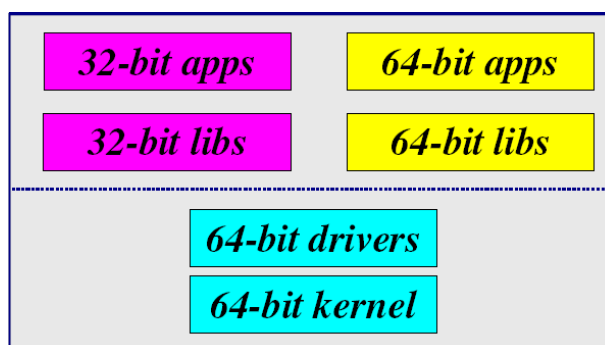 32-bit apps 64-bit apps
32-bit libs 64-bit libs
64-bit drivers
64-bit kernel